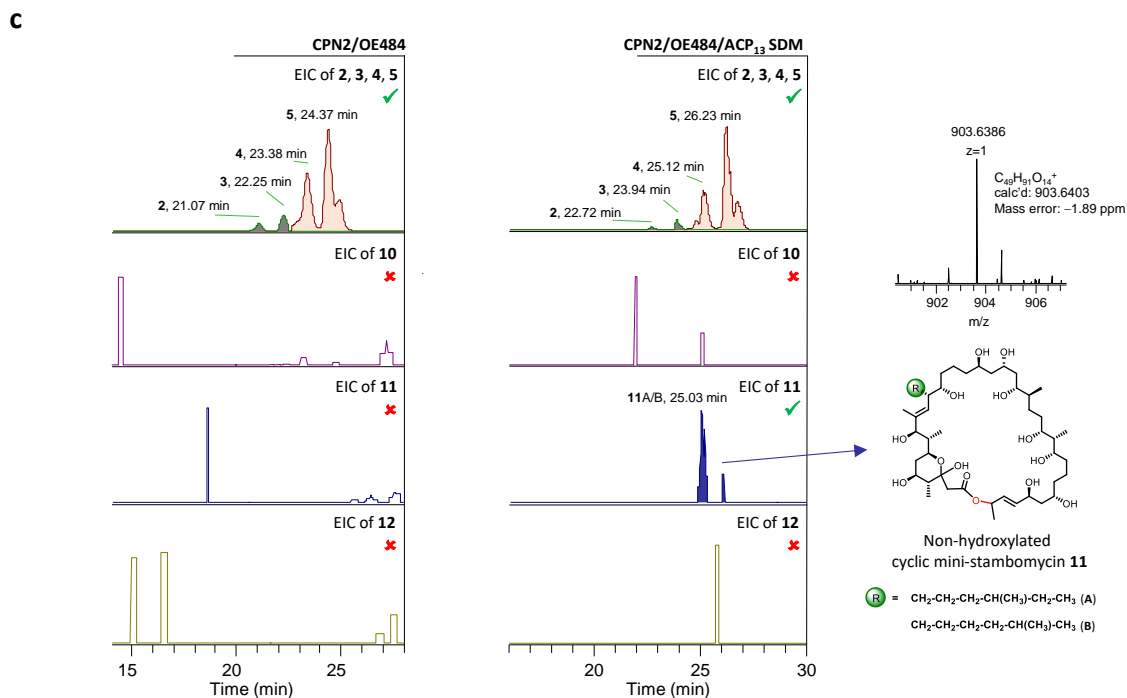 c
CPN2/OE484
EIC of 2, 3, 4, 5
✓
5, 24.37 min
4, 23.38 min
3, 22.25 min
2, 21.07 min
EIC of 10
✘
EIC of 11
✘
EIC of 12
✘
15 20 25
Time (min)
CPN2/OE484/ACP₁₃ SDM
EIC of 2, 3, 4, 5
✓
5, 26.23 min
4, 25.12 min
3, 23.94 min
2, 22.72 min
EIC of 10
✘
EIC of 11
11A/B, 25.03 min
✓
EIC of 12
✘
20 25 30
Time (min)
903.6386
z=1
C₄₉H₉₁O₁₄⁺
calc'd: 903.6403
Mass error: −1.89 ppm
902 904 906
m/z
OH OH
R
OH OH
HO
OH
HO HO
O OH
HO O
O OH OH
Non-hydroxylated
cyclic mini-stambomycin 11
R = CH₂-CH₂-CH₂-CH(CH₃)-CH₂-CH₃ (A)
CH₂-CH₂-CH₂-CH₂-CH(CH₃)-CH₃ (B)